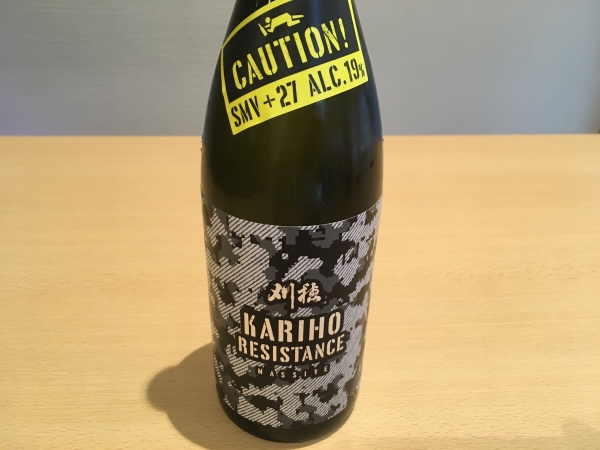 CAUTION!
SMV+27 ALC.19%
刈穂
KARIHO
RESISTANCE
MASSIVE